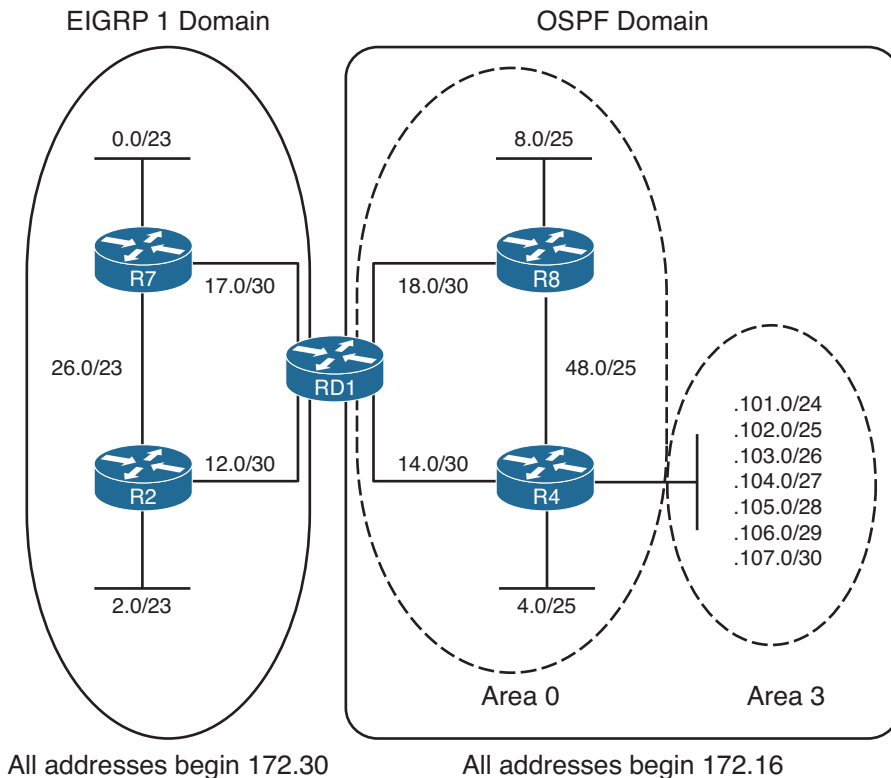 EIGRP 1 Domain
OSPF Domain
0.0/23
8.0/25
R7
R8
17.0/30
18.0/30
26.0/23
RD1
48.0/25
.101.0/24
.102.0/25
.103.0/26
.104.0/27
.105.0/28
.106.0/29
.107.0/30
12.0/30
14.0/30
R2
R4
2.0/23
4.0/25
Area 0
Area 3
All addresses begin 172.30
All addresses begin 172.16